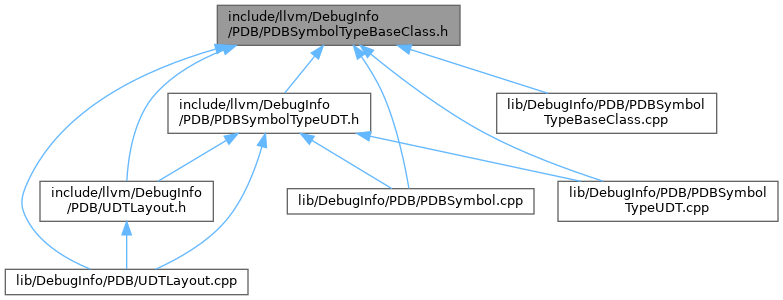 include/llvm/DebugInfo
/PDB/PDBSymbolTypeBaseClass.h
include/llvm/DebugInfo
/PDB/PDBSymbolTypeUDT.h
lib/DebugInfo/PDB/PDBSymbol
TypeBaseClass.cpp
include/llvm/DebugInfo
/PDB/UDTLayout.h
lib/DebugInfo/PDB/PDBSymbol.cpp
lib/DebugInfo/PDB/PDBSymbol
TypeUDT.cpp
lib/DebugInfo/PDB/UDTLayout.cpp